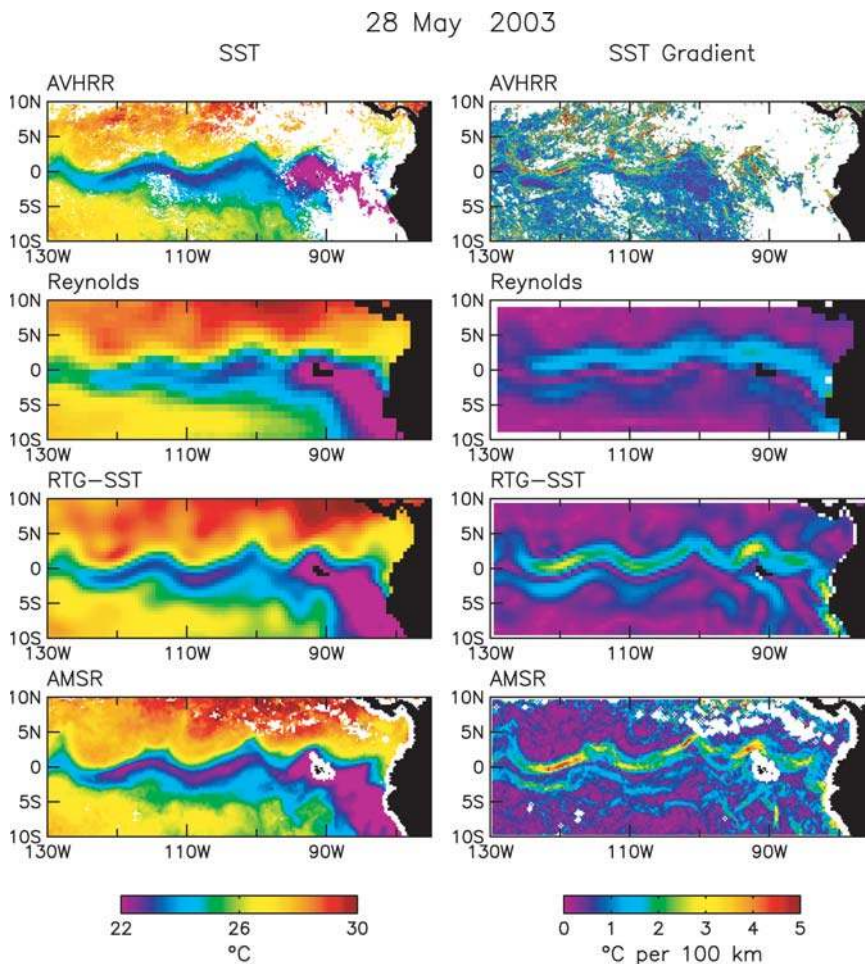 28 May 2003
SST
SST Gradient
AVHRR
AVHRR
10N
5N
0
5S
10S
130W 110W 90W
10N
5N
0
5S
10S
130W 110W 90W
Reynolds
Reynolds
10N
5N
0
5S
10S
130W 110W 90W
10N
5N
0
5S
10S
130W 110W 90W
RTG-SST
RTG-SST
10N
5N
0
5S
10S
130W 110W 90W
10N
5N
0
5S
10S
130W 110W 90W
AMSR
AMSR
10N
5N
0
5S
10S
130W 110W 90W
10N
5N
0
5S
10S
130W 110W 90W
22 26 30
°C
0 1 2 3 4 5
°C per 100 km